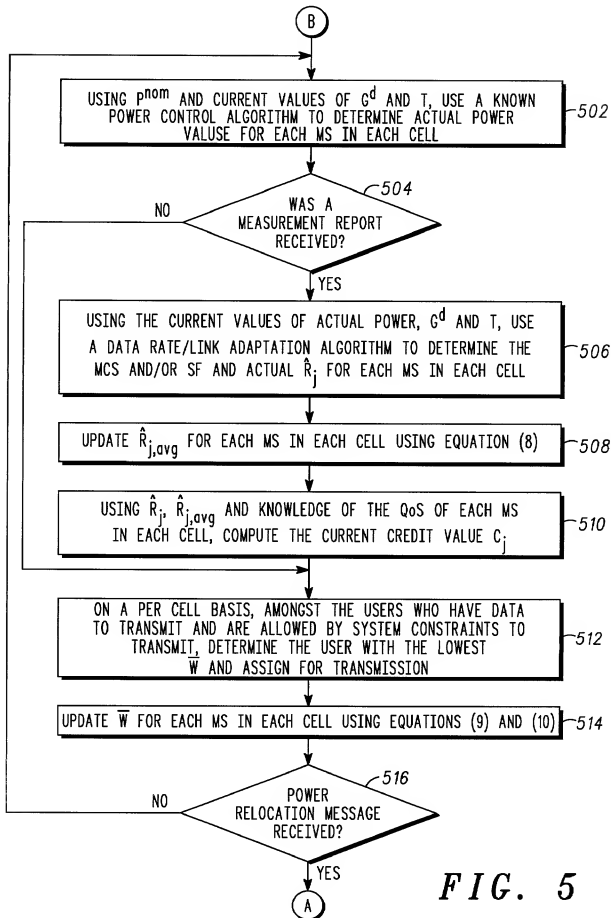 B
USING Pnom AND CURRENT VALUES OF Gd AND T, USE A KNOWN
POWER CONTROL ALGORITHM TO DETERMINE ACTUAL POWER
VALUSE FOR EACH MS IN EACH CELL
502
504
NO
WAS A
MEASUREMENT REPORT
RECEIVED?
YES
USING THE CURRENT VALUES OF ACTUAL POWER, Gd AND T, USE
A DATA RATE/LINK ADAPTATION ALGORITHM TO DETERMINE THE
MCS AND/OR SF AND ACTUAL R̂j FOR EACH MS IN EACH CELL
506
UPDATE R̂j,avg FOR EACH MS IN EACH CELL USING EQUATION (8)
508
USING R̂j, R̂j,avg AND KNOWLEDGE OF THE QoS OF EACH MS
IN EACH CELL, COMPUTE THE CURRENT CREDIT VALUE Cj
510
ON A PER CELL BASIS, AMONGST THE USERS WHO HAVE DATA
TO TRANSMIT AND ARE ALLOWED BY SYSTEM CONSTRAINTS TO
TRANSMIT, DETERMINE THE USER WITH THE LOWEST
W̅ AND ASSIGN FOR TRANSMISSION
512
UPDATE W̅ FOR EACH MS IN EACH CELL USING EQUATIONS (9) AND (10)
514
516
NO
POWER
RELOCATION MESSAGE
RECEIVED?
YES
A
FIG. 5